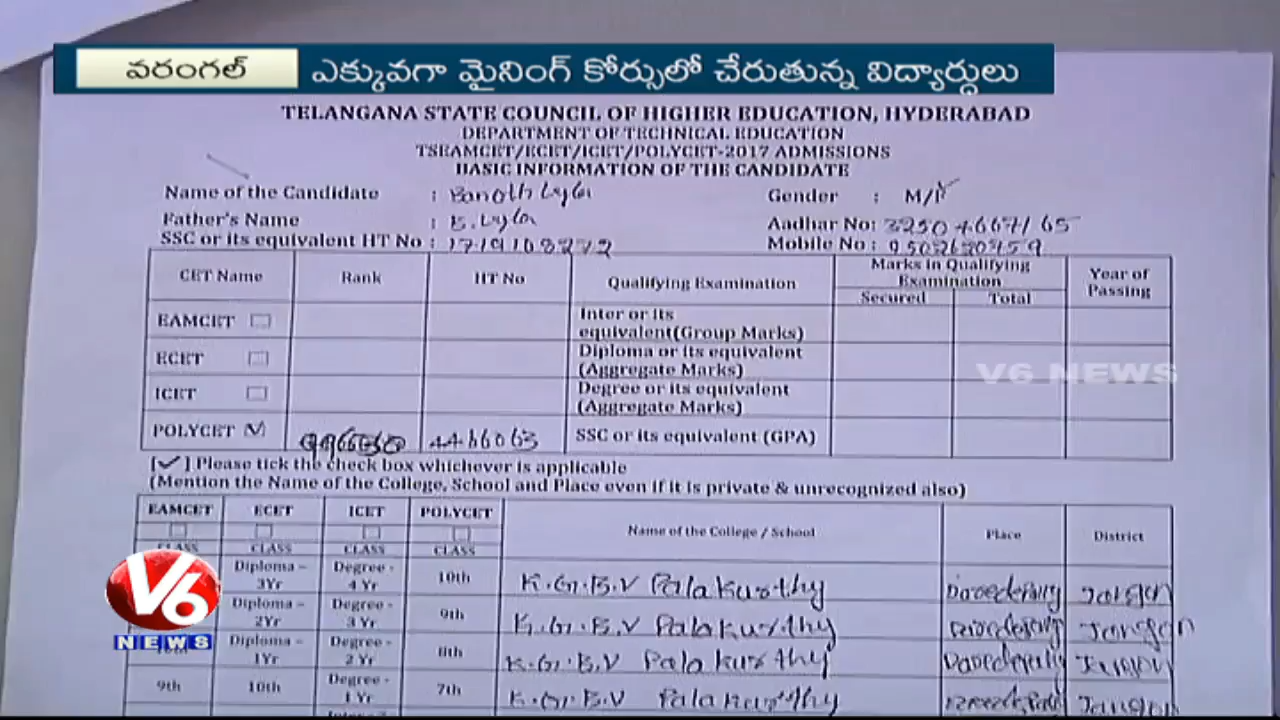 వరంగల్ ఎక్కువగా మైనింగ్ కోర్సులో చేరుతున్న విద్యార్థులు
TELANGANA STATE COUNCIL OF HIGHER EDUCATION, HYDERABAD
DEPARTMENT OF TECHNICAL EDUCATION
TSEAMCET/ECET/ICET/POLYCET-2017 ADMISSIONS
BASIC INFORMATION OF THE CANDIDATE
Name of the Candidate : Banoth Gender : M/F
Father's Name : B. Aadhar No:
SSC or its equivalent HT No : Mobile No :
CET Name Rank HT No Qualifying Examination Marks in Qualifying Examination Year of Passing
Secured Total
EAMCET Inter or its equivalent(Group Marks)
ECET Diploma or its equivalent (Aggregate Marks)
ICET Degree or its equivalent (Aggregate Marks)
V6 NEWS
POLYCET 4466063 SSC or its equivalent (GPA)
[✓] Please tick the check box whichever is applicable
(Mention the Name of the College, School and Place even if it is private & unrecognized also)
EAMCET ECET ICET POLYCET Name of the College / School Place District
CLASS CLASS CLASS CLASS
Diploma – 3Yr Degree - 4 Yr 10th K.G.B.V Palakurthy Jangon
Diploma – 2Yr Degree - 3 Yr 9th K.G.B.V Palakurthy Jangon
Diploma – 1Yr Degree - 2 Yr 8th K.G.B.V Palakurthy Jangon
9th 10th Degree - 1 Yr 7th K.G.B.V Palakurthy Jangon
V6
NEWS